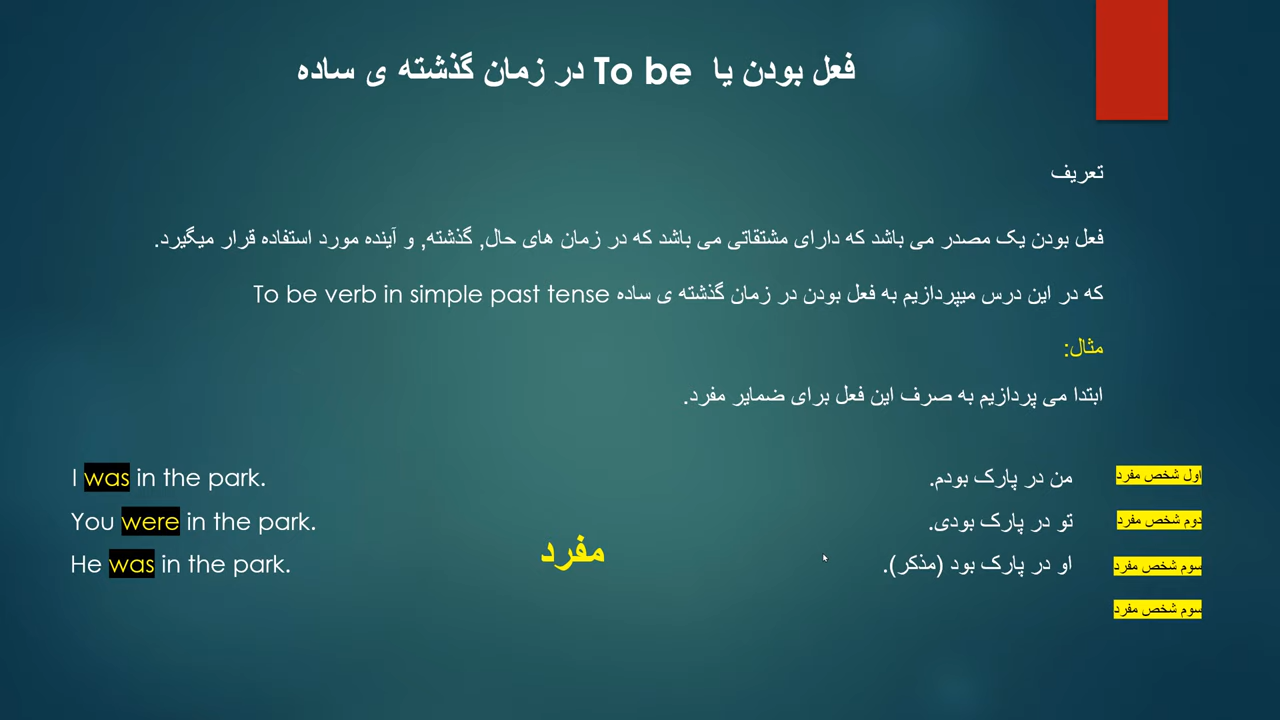 فعل بودن یا To be در زمان گذشته ی ساده
تعریف
فعل بودن یک مصدر می باشد که دارای مشتقاتی می باشد که در زمان های حال, گذشته, و آینده مورد استفاده قرار میگیرد.
که در این درس میپردازیم به فعل بودن در زمان گذشته ی ساده To be verb in simple past tense
مثال:
ابتدا می پردازیم به صرف این فعل برای ضمایر مفرد.
اول شخص مفرد من در پارک بودم. I was in the park.
دوم شخص مفرد تو در پارک بودی. You were in the park.
مفرد
سوم شخص مفرد او در پارک بود (مذکر). He was in the park.
سوم شخص مفرد